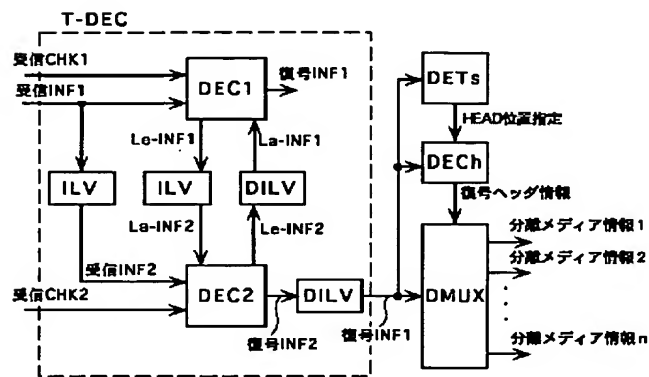 T-DEC
受信CHK1
受信INF1
DEC1
復号INF1
DETs
HEAD位置指定
Le-INF1
La-INF1
DECh
ILV
ILV
DILV
復号ヘッダ情報
La-INF2
Le-INF2
受信INF2
分離メディア情報1
分離メディア情報2
受信CHK2
DEC2
DILV
DMUX
復号INF2
復号INF1
分離メディア情報n